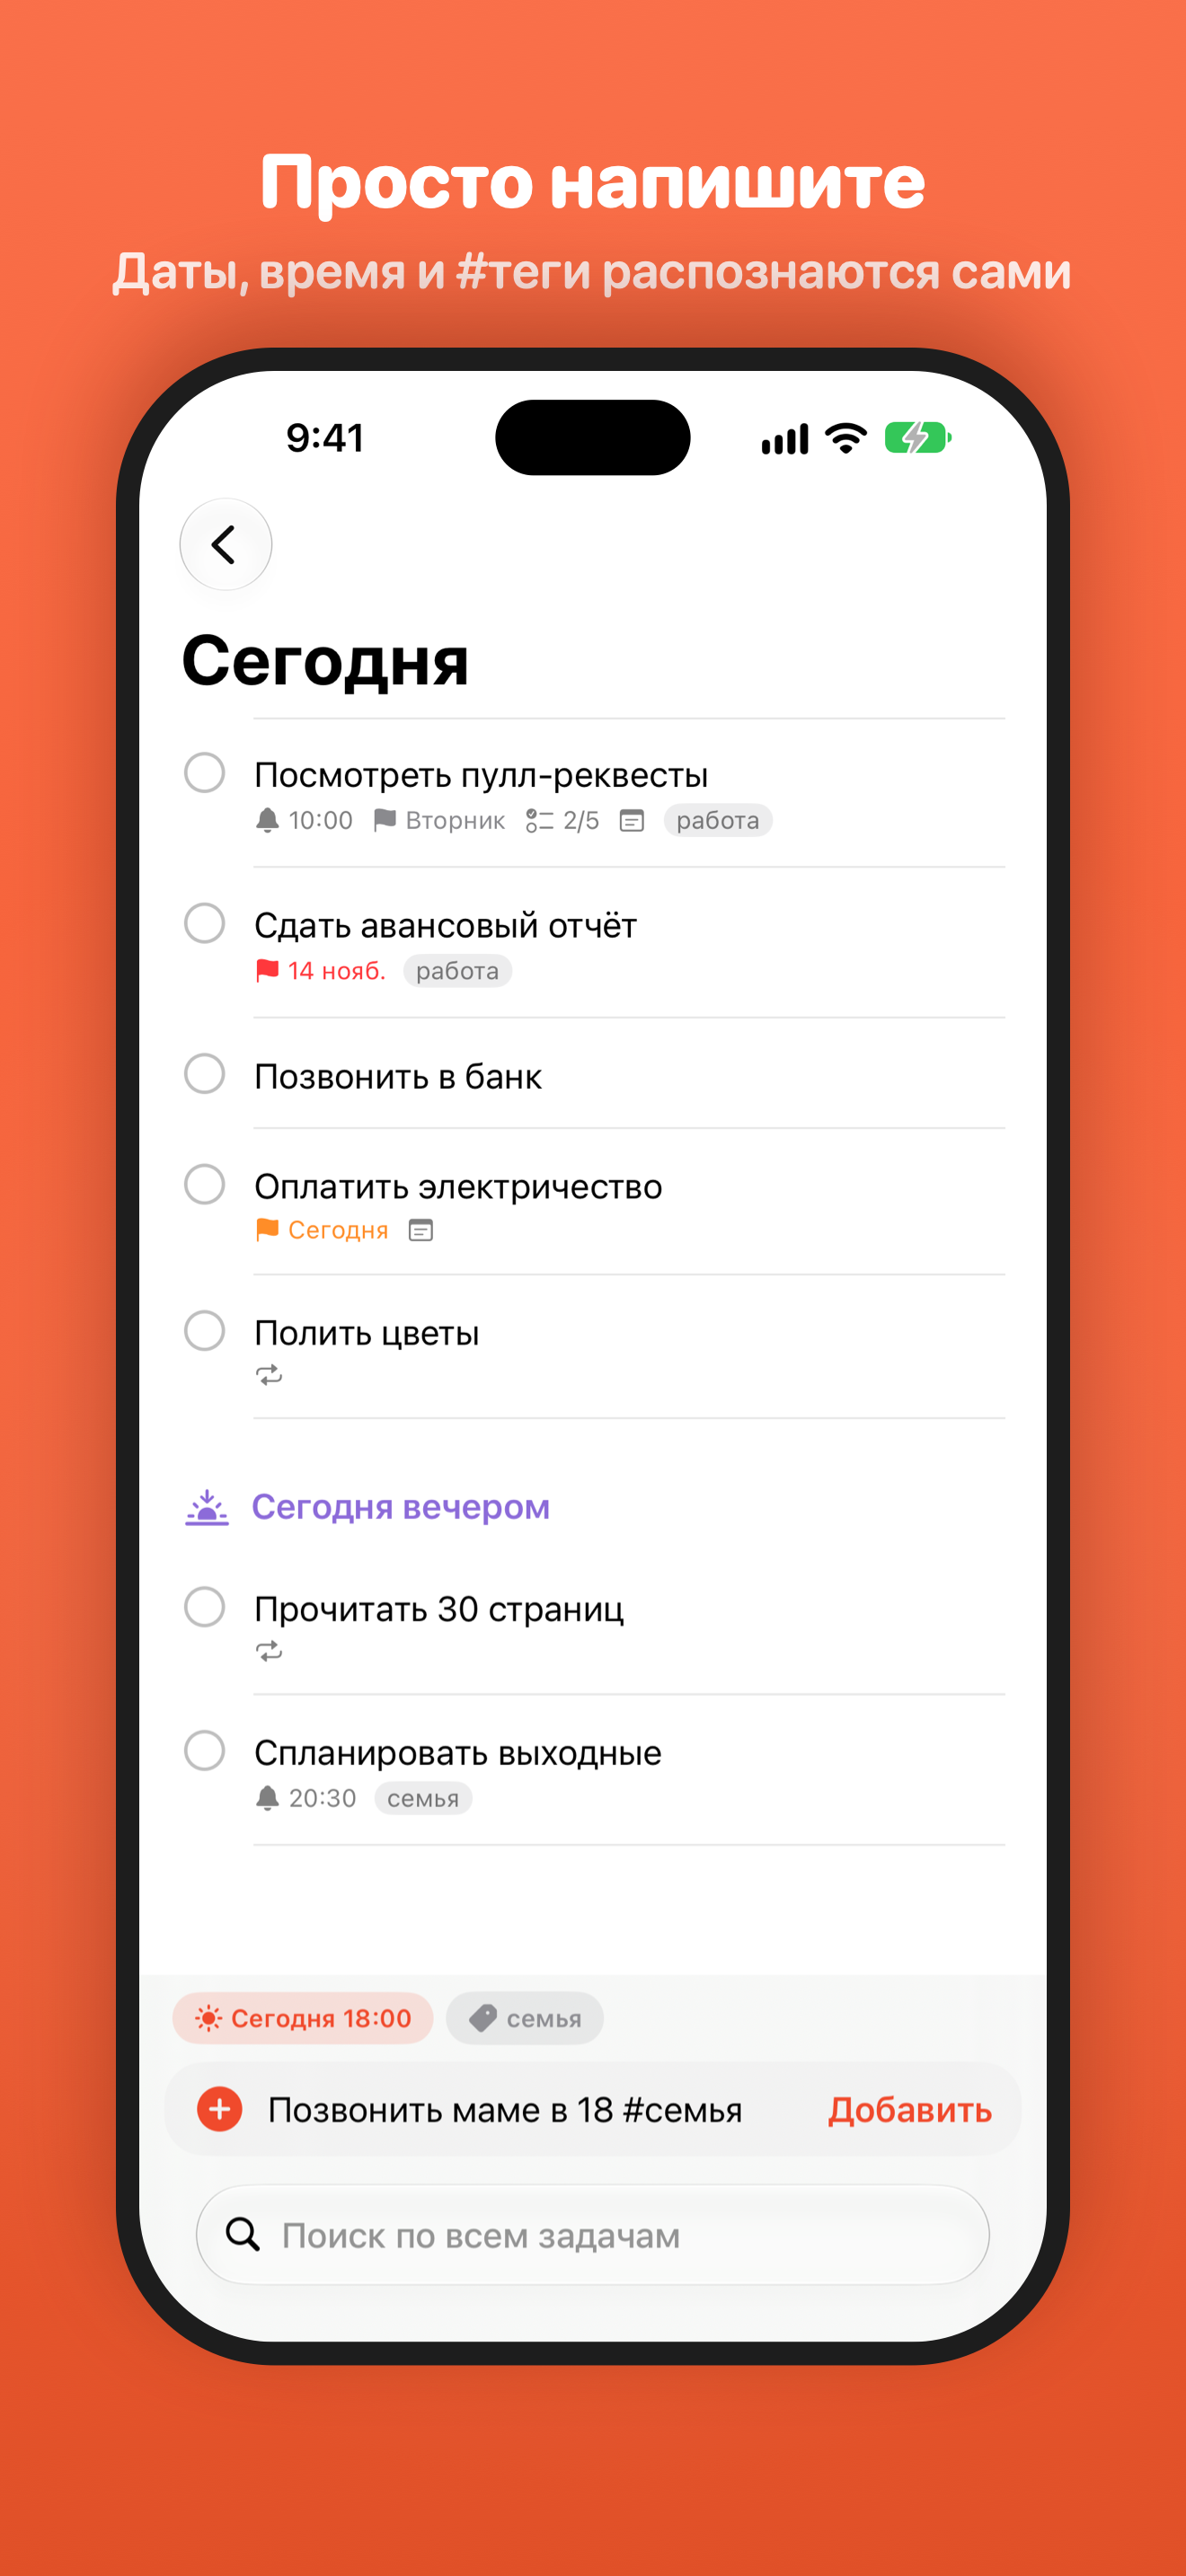 Просто напишите
Даты, время и #теги распознаются сами
9:41
Сегодня
Посмотреть пулл-реквесты
10:00 Вторник 2/5 работа
Сдать авансовый отчёт
14 нояб. работа
Позвонить в банк
Оплатить электричество
Сегодня
Полить цветы
Сегодня вечером
Прочитать 30 страниц
Спланировать выходные
20:30 семья
Сегодня 18:00 семья
Позвонить маме в 18 #семья Добавить
Поиск по всем задачам